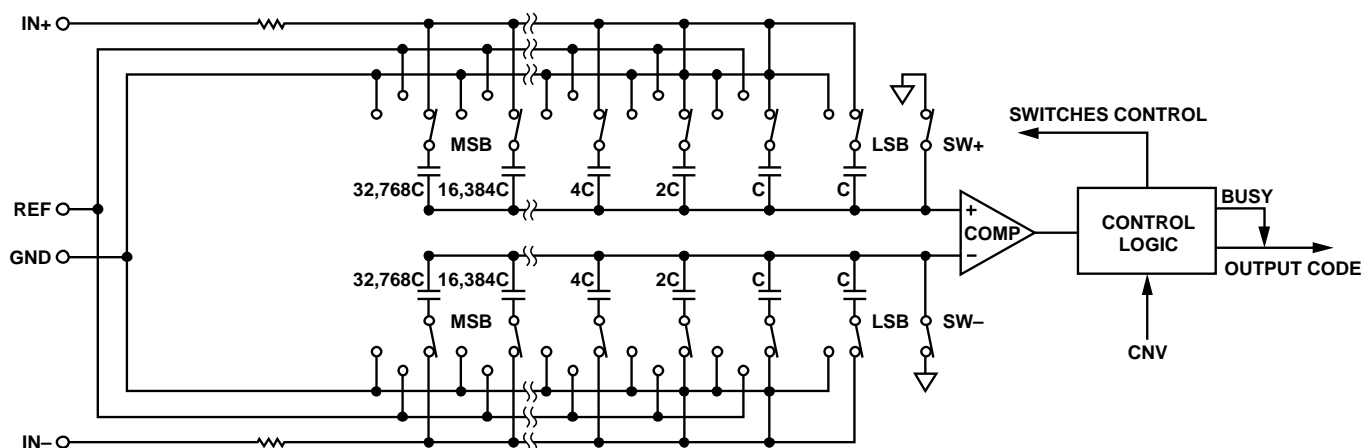 IN+
SWITCHES CONTROL
MSB
LSB
SW+
32,768C 16,384C 4C 2C C C
BUSY
REF
+
COMP
−
CONTROL
LOGIC
GND
OUTPUT CODE
32,768C 16,384C 4C 2C C C
MSB
LSB
SW–
CNV
IN–